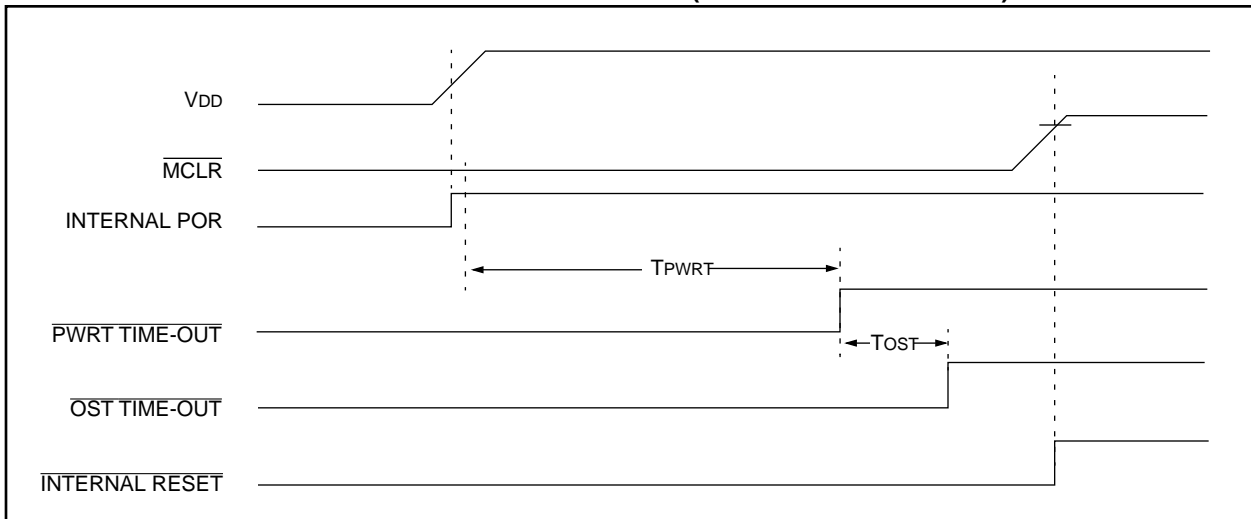 VDD
MCLR
INTERNAL POR
TPWRT
PWRT TIME-OUT
TOST
OST TIME-OUT
INTERNAL RESET